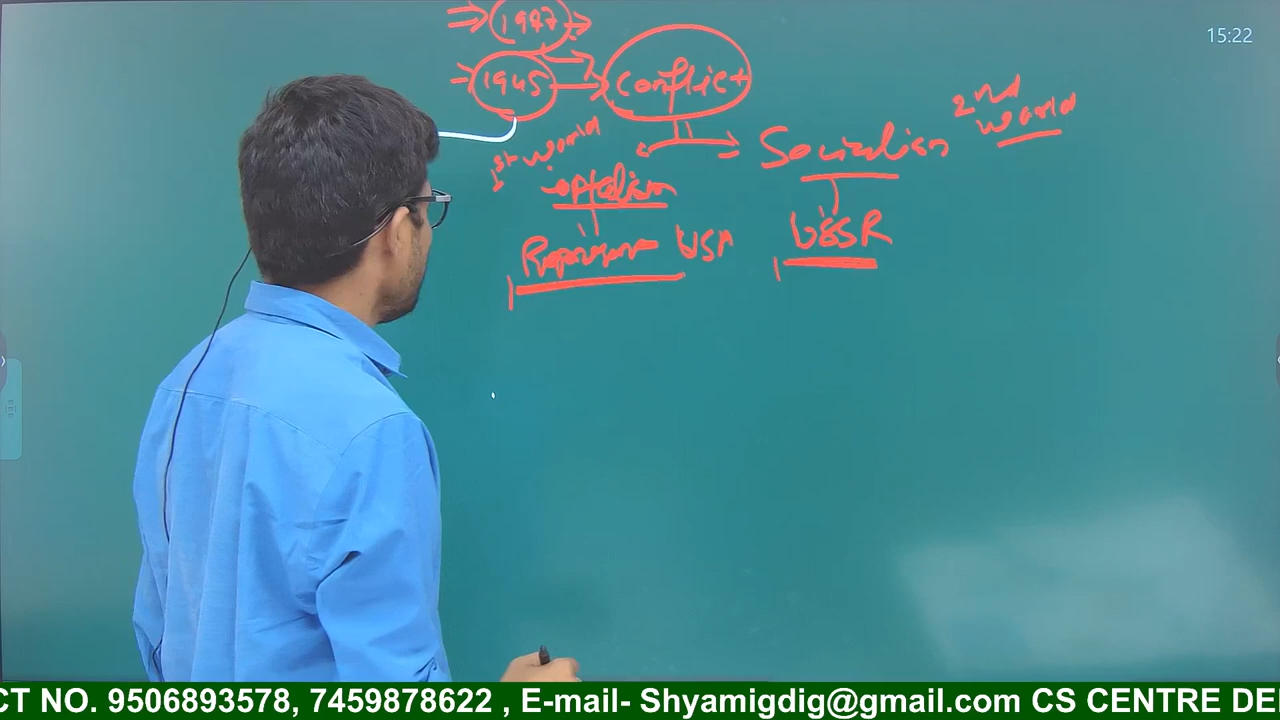 15:22
1947
1945 conflict
2nd World
1st World
Socialism
Represent USA
USSR
CT NO. 9506893578, 7459878622 , E-mail- Shyamigdig@gmail.com CS CENTRE DE